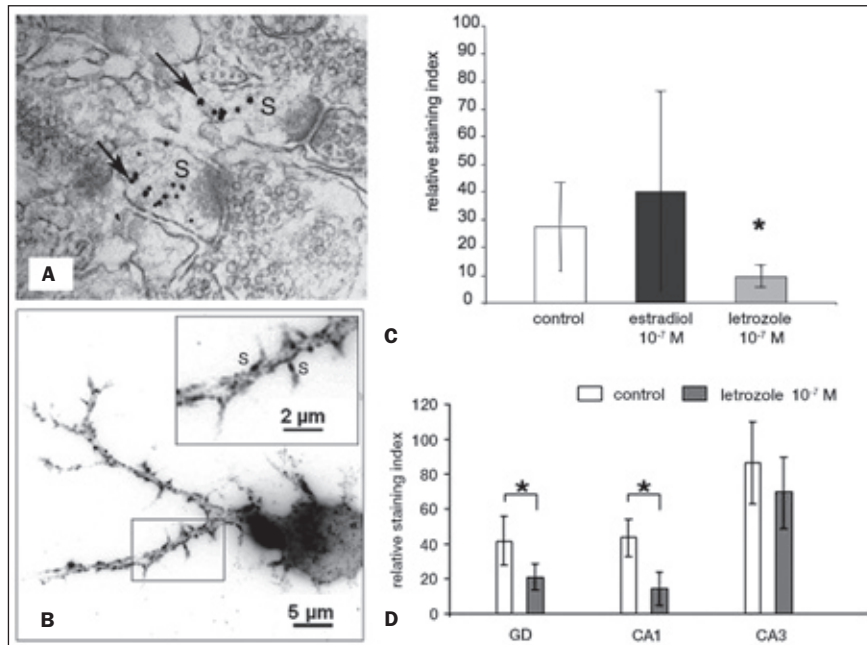 S
S
A
S
S
2 µm
5 µm
B
relative staining index
100
90
80
70
60
50
40
30
20
10
0
*
control
estradiol
10⁻⁷ M
letrozole
10⁻⁷ M
C
control
letrozole 10⁻⁷ M
relative staining index
120
100
80
60
40
20
0
*
*
GD
CA1
CA3
D